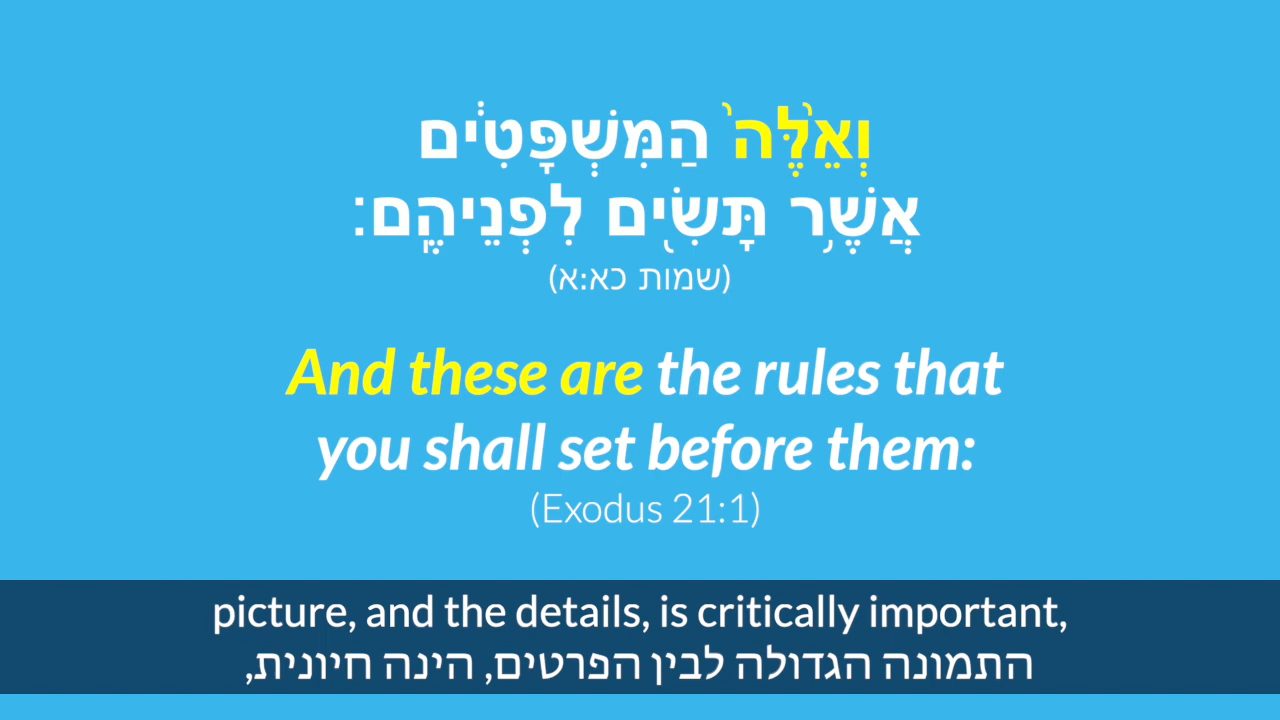 וְאֵ֙לֶּה֙ הַמִּשְׁפָּטִ֔ים
אֲשֶׁ֥ר תָּשִׂ֖ים לִפְנֵיהֶֽם׃
(שמות כא:א)
And these are the rules that
you shall set before them:
(Exodus 21:1)
picture, and the details, is critically important,
התמונה הגדולה לבין הפרטים, הינה חיונית,